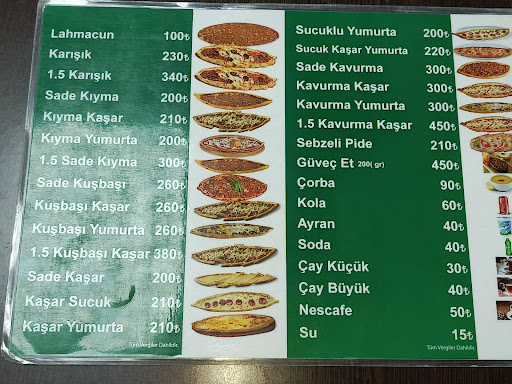 Lahmacun 100₺
Karışık 230₺
1.5 Karışık 340₺
Sade Kıyma 200₺
Kıyma Kaşar 210₺
Kıyma Yumurta 200₺
1.5 Sade Kıyma 300₺
Sade Kuşbaşı 260₺
Kuşbaşı Kaşar 260₺
Kuşbaşı Yumurta 260₺
1.5 Kuşbaşı Kaşar 380₺
Sade Kaşar 200₺
Kaşar Sucuk 210₺
Kaşar Yumurta 210₺
Tüm Vergiler Dahildir.
Sucuklu Yumurta 200₺
Sucuk Kaşar Yumurta 220₺
Sade Kavurma 300₺
Kavurma Kaşar 300₺
Kavurma Yumurta 300₺
1.5 Kavurma Kaşar 450₺
Sebzeli Pide 210₺
Güveç Et 200( gr) 450₺
Çorba 90₺
Kola 60₺
Ayran 40₺
Soda 40₺
Çay Küçük 30₺
Çay Büyük 40₺
Nescafe 50₺
Su 15₺
Tüm Vergiler Dahildir.